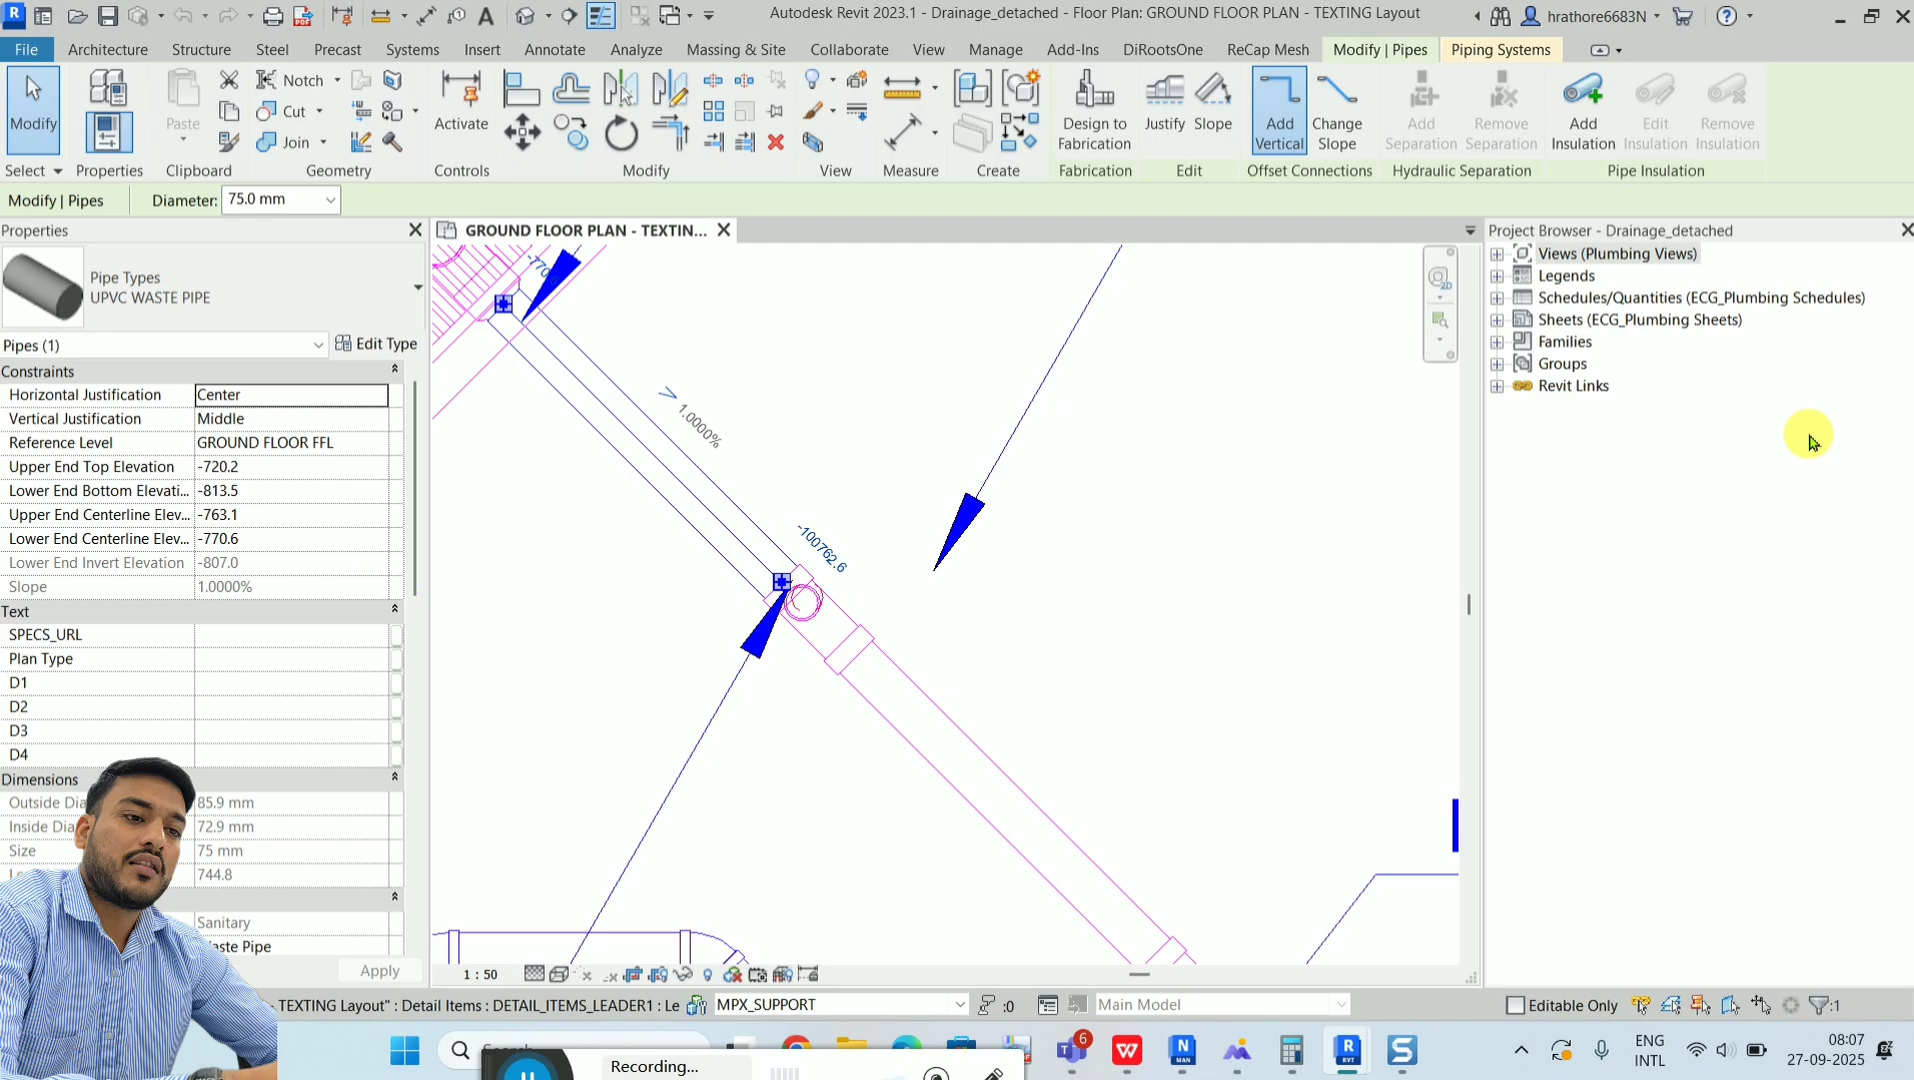 Autodesk Revit 2023.1 - Drainage_detached - Floor Plan: GROUND FLOOR PLAN - TEXTING Layout
hrathore6683N
File Architecture Structure Steel Precast Systems Insert Annotate Analyze Massing & Site Collaborate View Manage Add-Ins DiRootsOne ReCap Mesh Modify | Pipes Piping Systems
Modify
Paste
Notch
Cut
Join
Activate
Design to Fabrication
Justify Slope
Add Vertical
Change Slope
Add Separation
Remove Separation
Add Insulation
Edit Insulation
Remove Insulation
Select Properties Clipboard Geometry Controls Modify View Measure Create Fabrication Edit Offset Connections Hydraulic Separation Pipe Insulation
Modify | Pipes Diameter: 75.0 mm
Properties
GROUND FLOOR PLAN - TEXTIN...
Project Browser - Drainage_detached
Pipe Types
UPVC WASTE PIPE
Pipes (1) Edit Type
Constraints
Horizontal Justification Center
Vertical Justification Middle
Reference Level GROUND FLOOR FFL
Upper End Top Elevation -720.2
Lower End Bottom Elevati... -813.5
Upper End Centerline Elev... -763.1
Lower End Centerline Elev... -770.6
Lower End Invert Elevation -807.0
Slope 1.0000%
Text
SPECS_URL
Plan Type
D1
D2
D3
D4
Dimensions
Outside Dia 85.9 mm
Inside Dia 72.9 mm
Size 75 mm
744.8
Sanitary
aste Pipe
Apply
1.0000%
-100762.6
2D
Views (Plumbing Views)
Legends
Schedules/Quantities (ECG_Plumbing Schedules)
Sheets (ECG_Plumbing Sheets)
Families
Groups
Revit Links
1 : 50
TEXTING Layout" : Detail Items : DETAIL_ITEMS_LEADER1 : Le MPX_SUPPORT :0 Main Model Editable Only :1
Recording...
6
N
MAN
R
RVT
S
ENG
INTL
08:07
27-09-2025